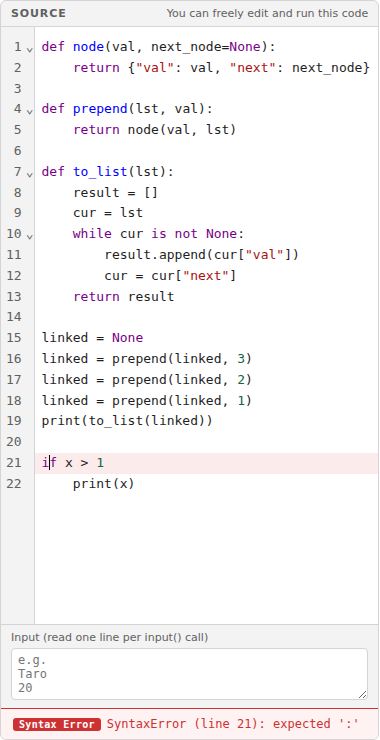 SOURCE You can freely edit and run this code
1 def node(val, next_node=None):
2     return {"val": val, "next": next_node}
3
4 def prepend(lst, val):
5     return node(val, lst)
6
7 def to_list(lst):
8     result = []
9     cur = lst
10     while cur is not None:
11         result.append(cur["val"])
12         cur = cur["next"]
13     return result
14
15 linked = None
16 linked = prepend(linked, 3)
17 linked = prepend(linked, 2)
18 linked = prepend(linked, 1)
19 print(to_list(linked))
20
21 if x > 1
22     print(x)
Input (read one line per input() call)
e.g.
Taro
20
Syntax Error SyntaxError (line 21): expected ':'